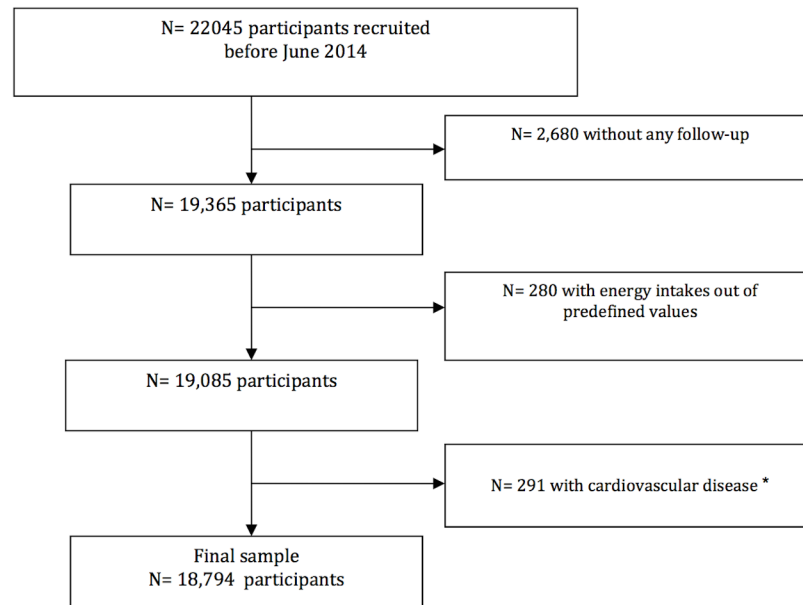 N= 22045 participants recruited
before June 2014
N= 2,680 without any follow-up
N= 19,365 participants
N= 280 with energy intakes out of
predefined values
N= 19,085 participants
N= 291 with cardiovascular disease *
Final sample
N= 18,794 participants